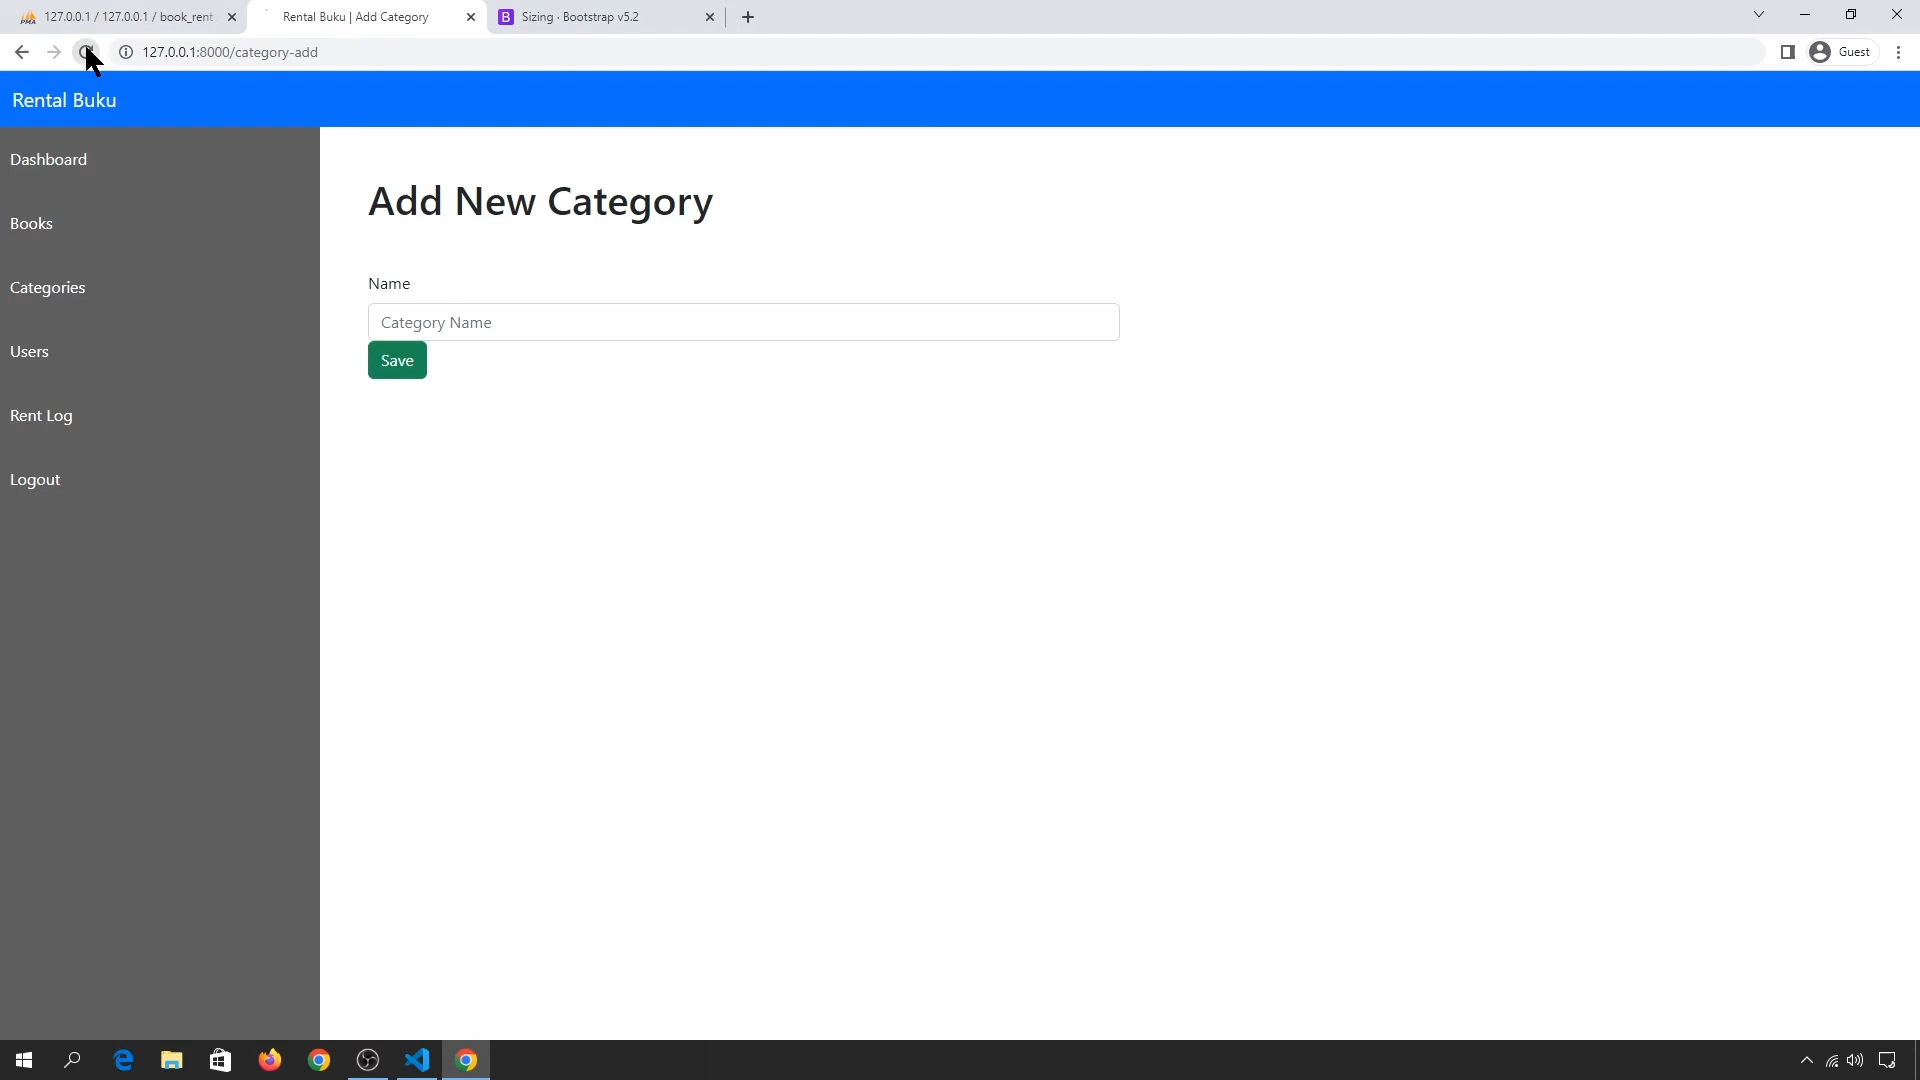 127.0.0.1 / 127.0.0.1 / book_rent
Rental Buku | Add Category
Sizing · Bootstrap v5.2
127.0.0.1:8000/category-add
Guest
Rental Buku
Dashboard
Books
Categories
Users
Rent Log
Logout
Add New Category
Name
Category Name
Save